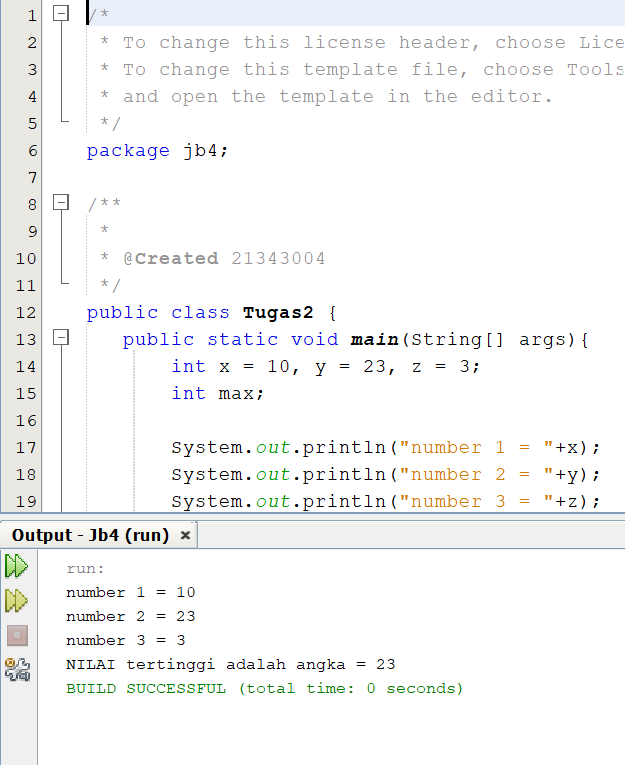 1 /*
2  * To change this license header, choose Lice
3  * To change this template file, choose Tools
4  * and open the template in the editor.
5  */
6 package jb4;
7
8 /**
9  *
10  * @Created 21343004
11  */
12 public class Tugas2 {
13    public static void main(String[] args){
14        int x = 10, y = 23, z = 3;
15        int max;
16
17        System.out.println("number 1 = "+x);
18        System.out.println("number 2 = "+y);
19        System.out.println("number 3 = "+z);
Output - Jb4 (run) ×
run:
number 1 = 10
number 2 = 23
number 3 = 3
NILAI tertinggi adalah angka = 23
BUILD SUCCESSFUL (total time: 0 seconds)